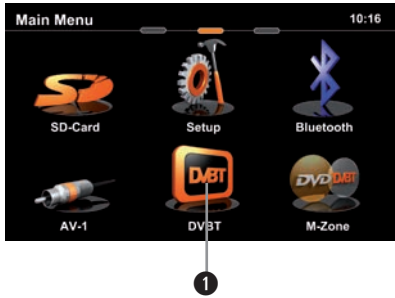 Main Menu 10:16
SD
SD-Card Setup Bluetooth
DVBT DVD DVBT
AV-1 DVBT M-Zone
1